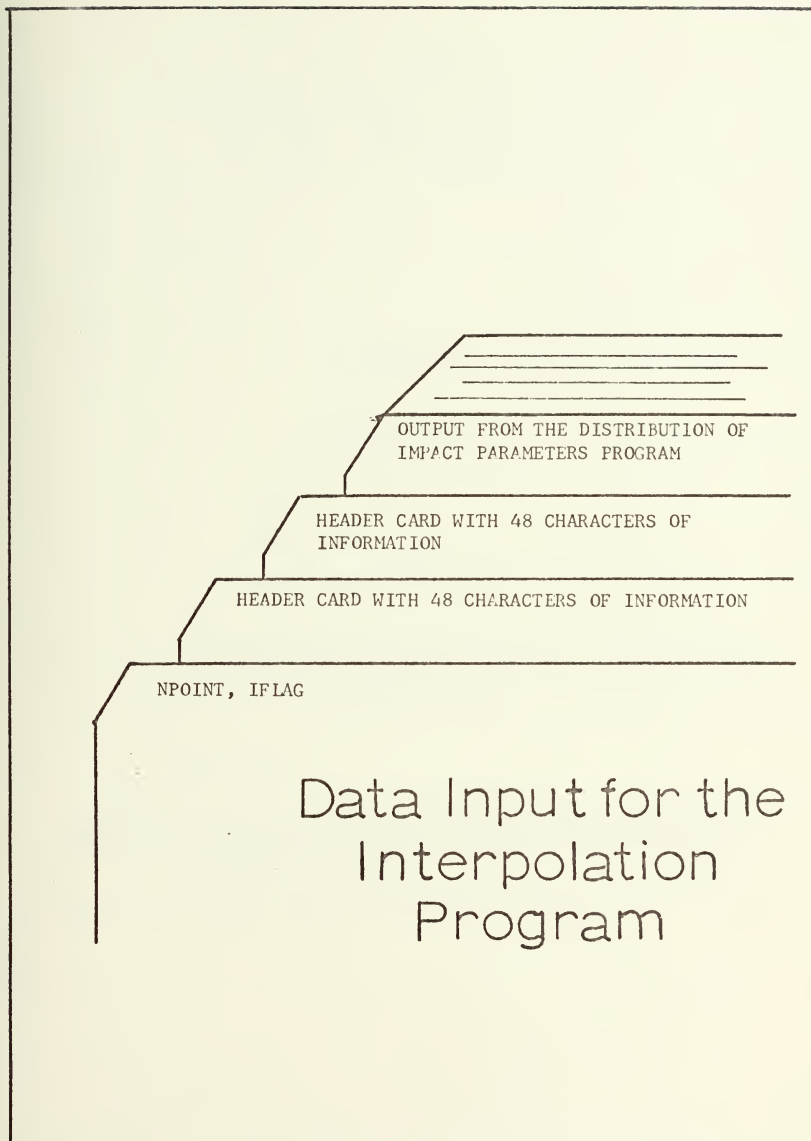 OUTPUT FROM THE DISTRIBUTION OF
IMPACT PARAMETERS PROGRAM
HEADER CARD WITH 48 CHARACTERS OF
INFORMATION
HEADER CARD WITH 48 CHARACTERS OF INFORMATION
NPOINT, IFLAG
Data Input for the
Interpolation
Program